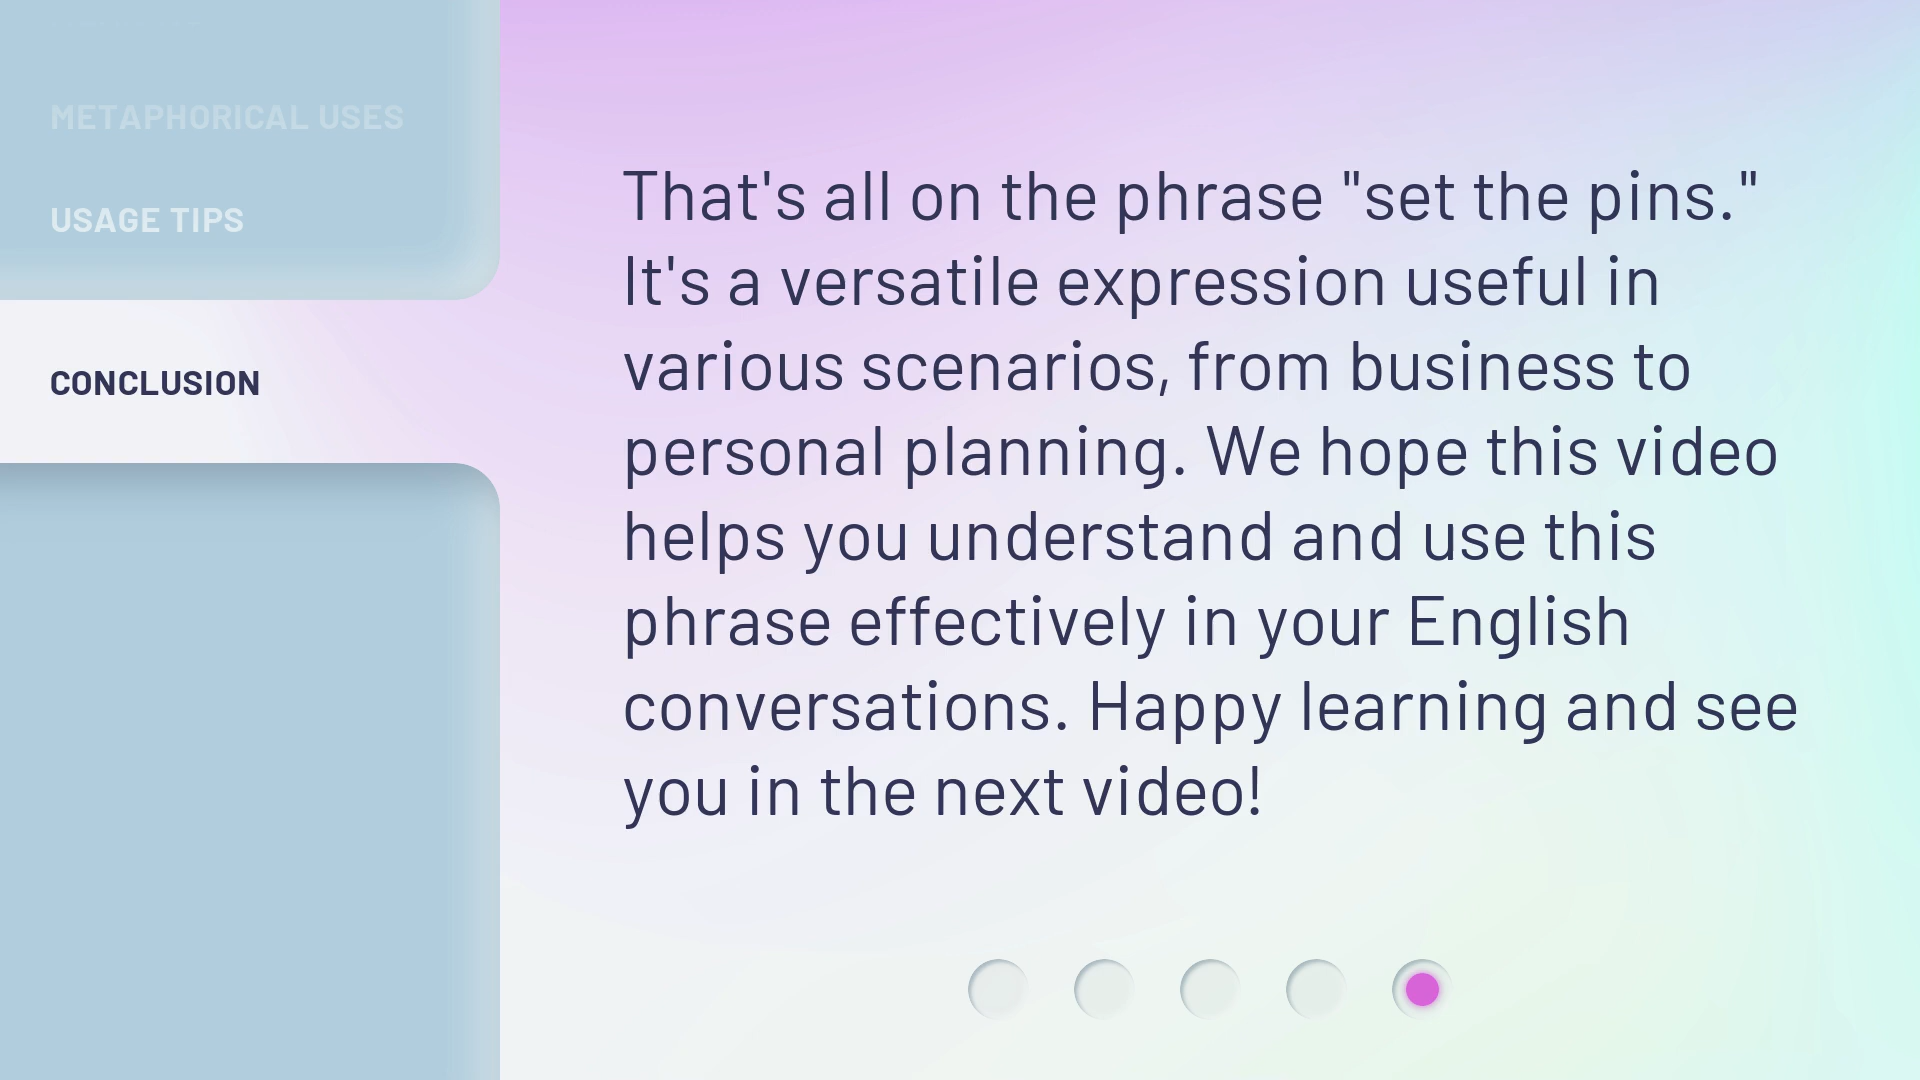 METAPHORICAL USES
USAGE TIPS
CONCLUSION
That's all on the phrase "set the pins."
It's a versatile expression useful in
various scenarios, from business to
personal planning. We hope this video
helps you understand and use this
phrase effectively in your English
conversations. Happy learning and see
you in the next video!